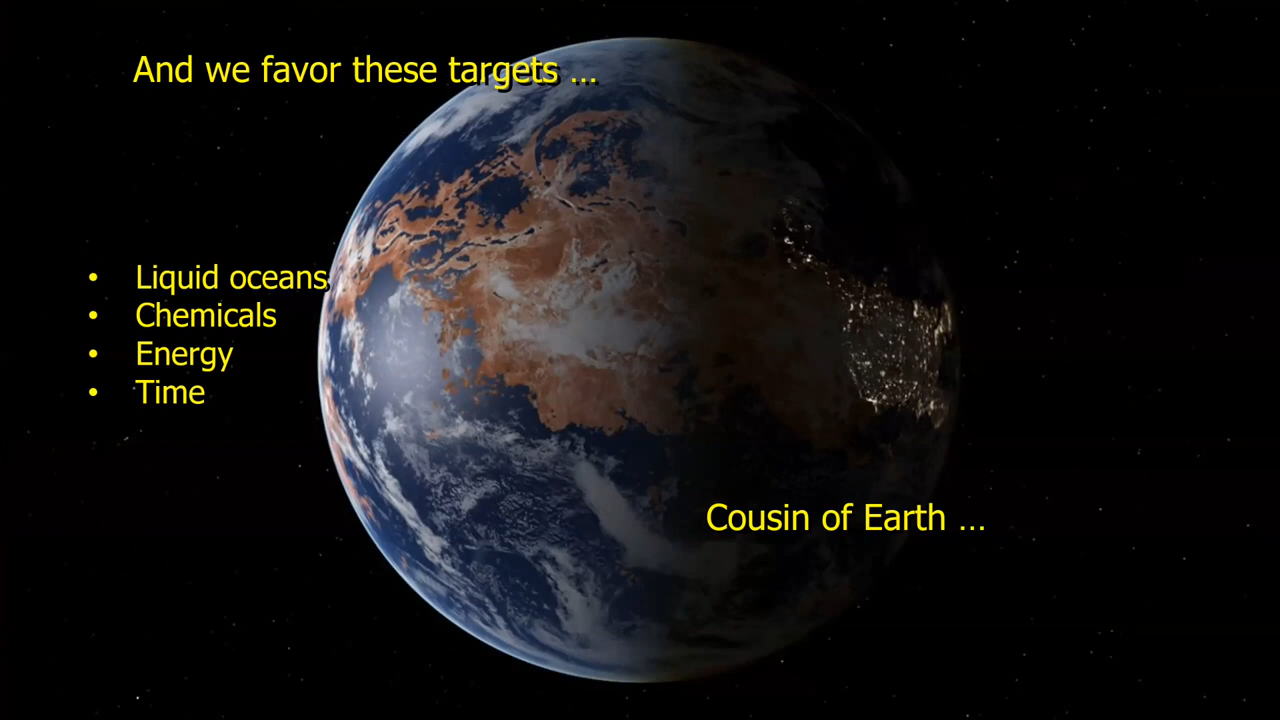 And we favor these targets …
• Liquid oceans
• Chemicals
• Energy
• Time
Cousin of Earth …